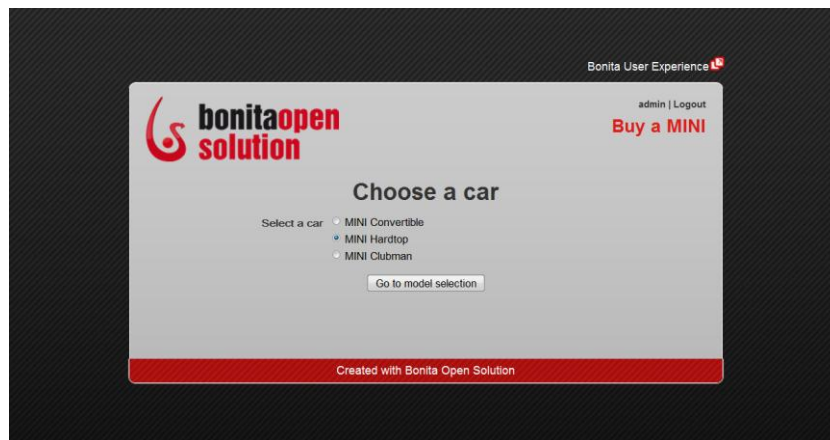 Bonita User Experience
bonitaopen
solution
admin | Logout
Buy a MINI
Choose a car
Select a car
MINI Convertible
MINI Hardtop
MINI Clubman
Go to model selection
Created with Bonita Open Solution